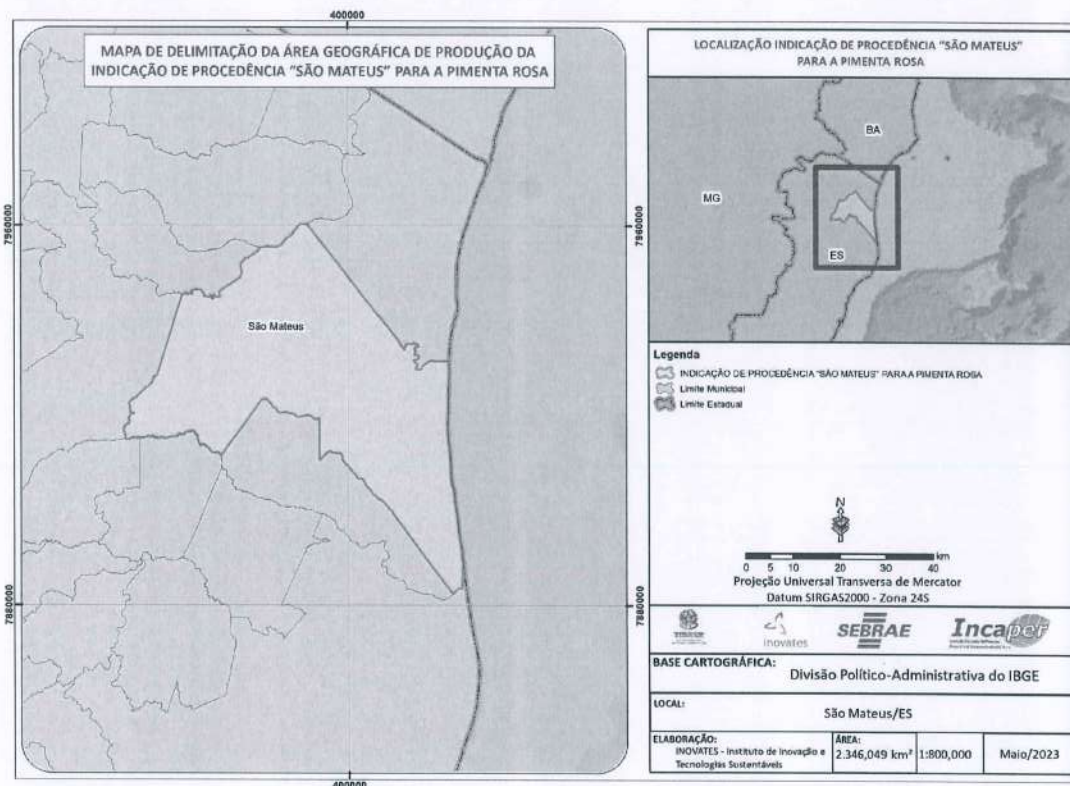 400000
MAPA DE DELIMITAÇÃO DA ÁREA GEOGRÁFICA DE PRODUÇÃO DA
INDICAÇÃO DE PROCEDÊNCIA "SÃO MATEUS" PARA A PIMENTA ROSA
7960000
7960000
São Mateus
7880000
7880000
400000
LOCALIZAÇÃO INDICAÇÃO DE PROCEDÊNCIA "SÃO MATEUS"
PARA A PIMENTA ROSA
BA
MG
ES
Legenda
INDICAÇÃO DE PROCEDÊNCIA "SÃO MATEUS" PARA A PIMENTA ROSA
Limite Municipal
Limite Estadual
N
km
0 5 10 20 30 40
Projeção Universal Transversa de Mercator
Datum SIRGAS2000 - Zona 24S
inovates
SEBRAE
Incaper
BASE CARTOGRÁFICA:
Divisão Político-Administrativa do IBGE
LOCAL:
São Mateus/ES
ELABORAÇÃO:
INOVATES - Instituto de Inovação e
Tecnologias Sustentáveis
ÁREA:
2.346,049 km²
1:800,000
Maio/2023